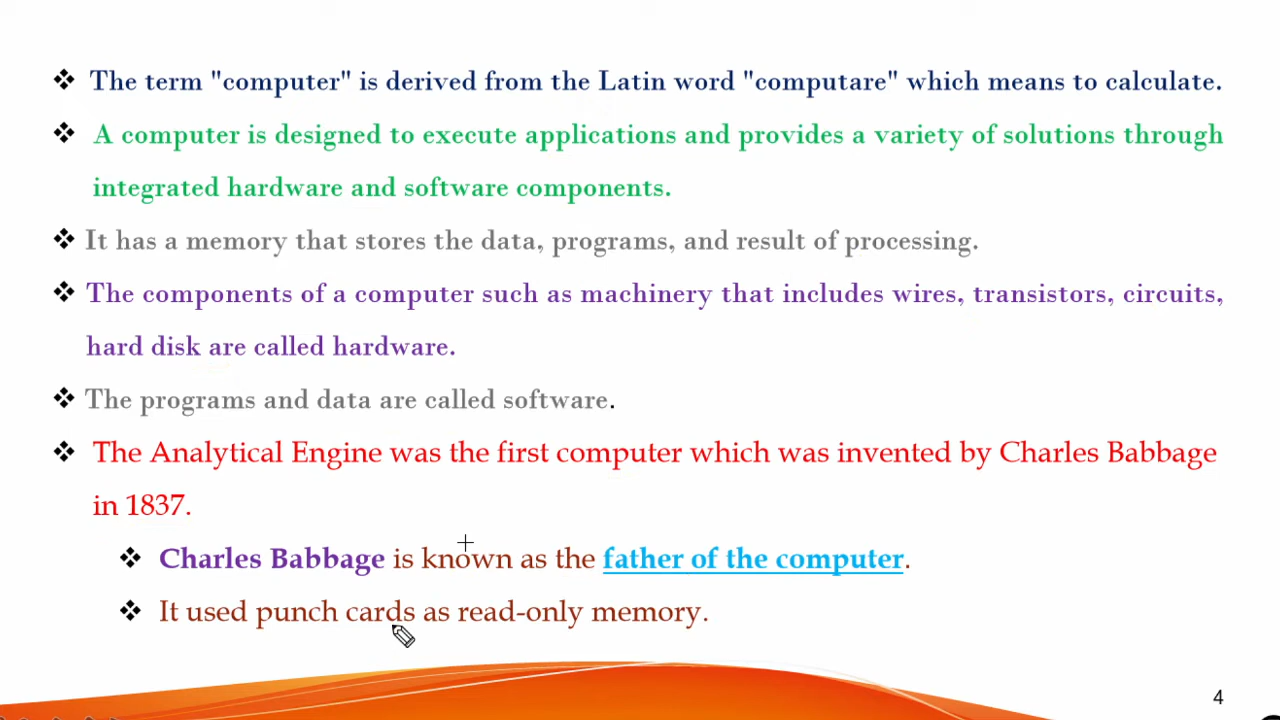 ❖ The term "computer" is derived from the Latin word "computare" which means to calculate.
❖ A computer is designed to execute applications and provides a variety of solutions through
integrated hardware and software components.
❖ It has a memory that stores the data, programs, and result of processing.
❖ The components of a computer such as machinery that includes wires, transistors, circuits,
hard disk are called hardware.
❖ The programs and data are called software.
❖ The Analytical Engine was the first computer which was invented by Charles Babbage
in 1837.
❖ Charles Babbage is known as the father of the computer.
❖ It used punch cards as read-only memory.
4